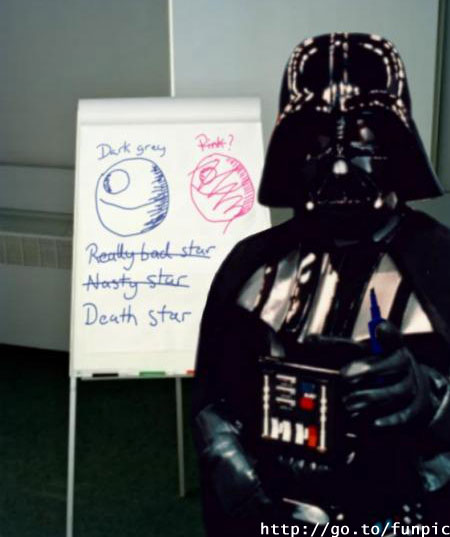 Dark grey
Pink?
Really bad star
Nasty star
Death star
http://go.to/funpic